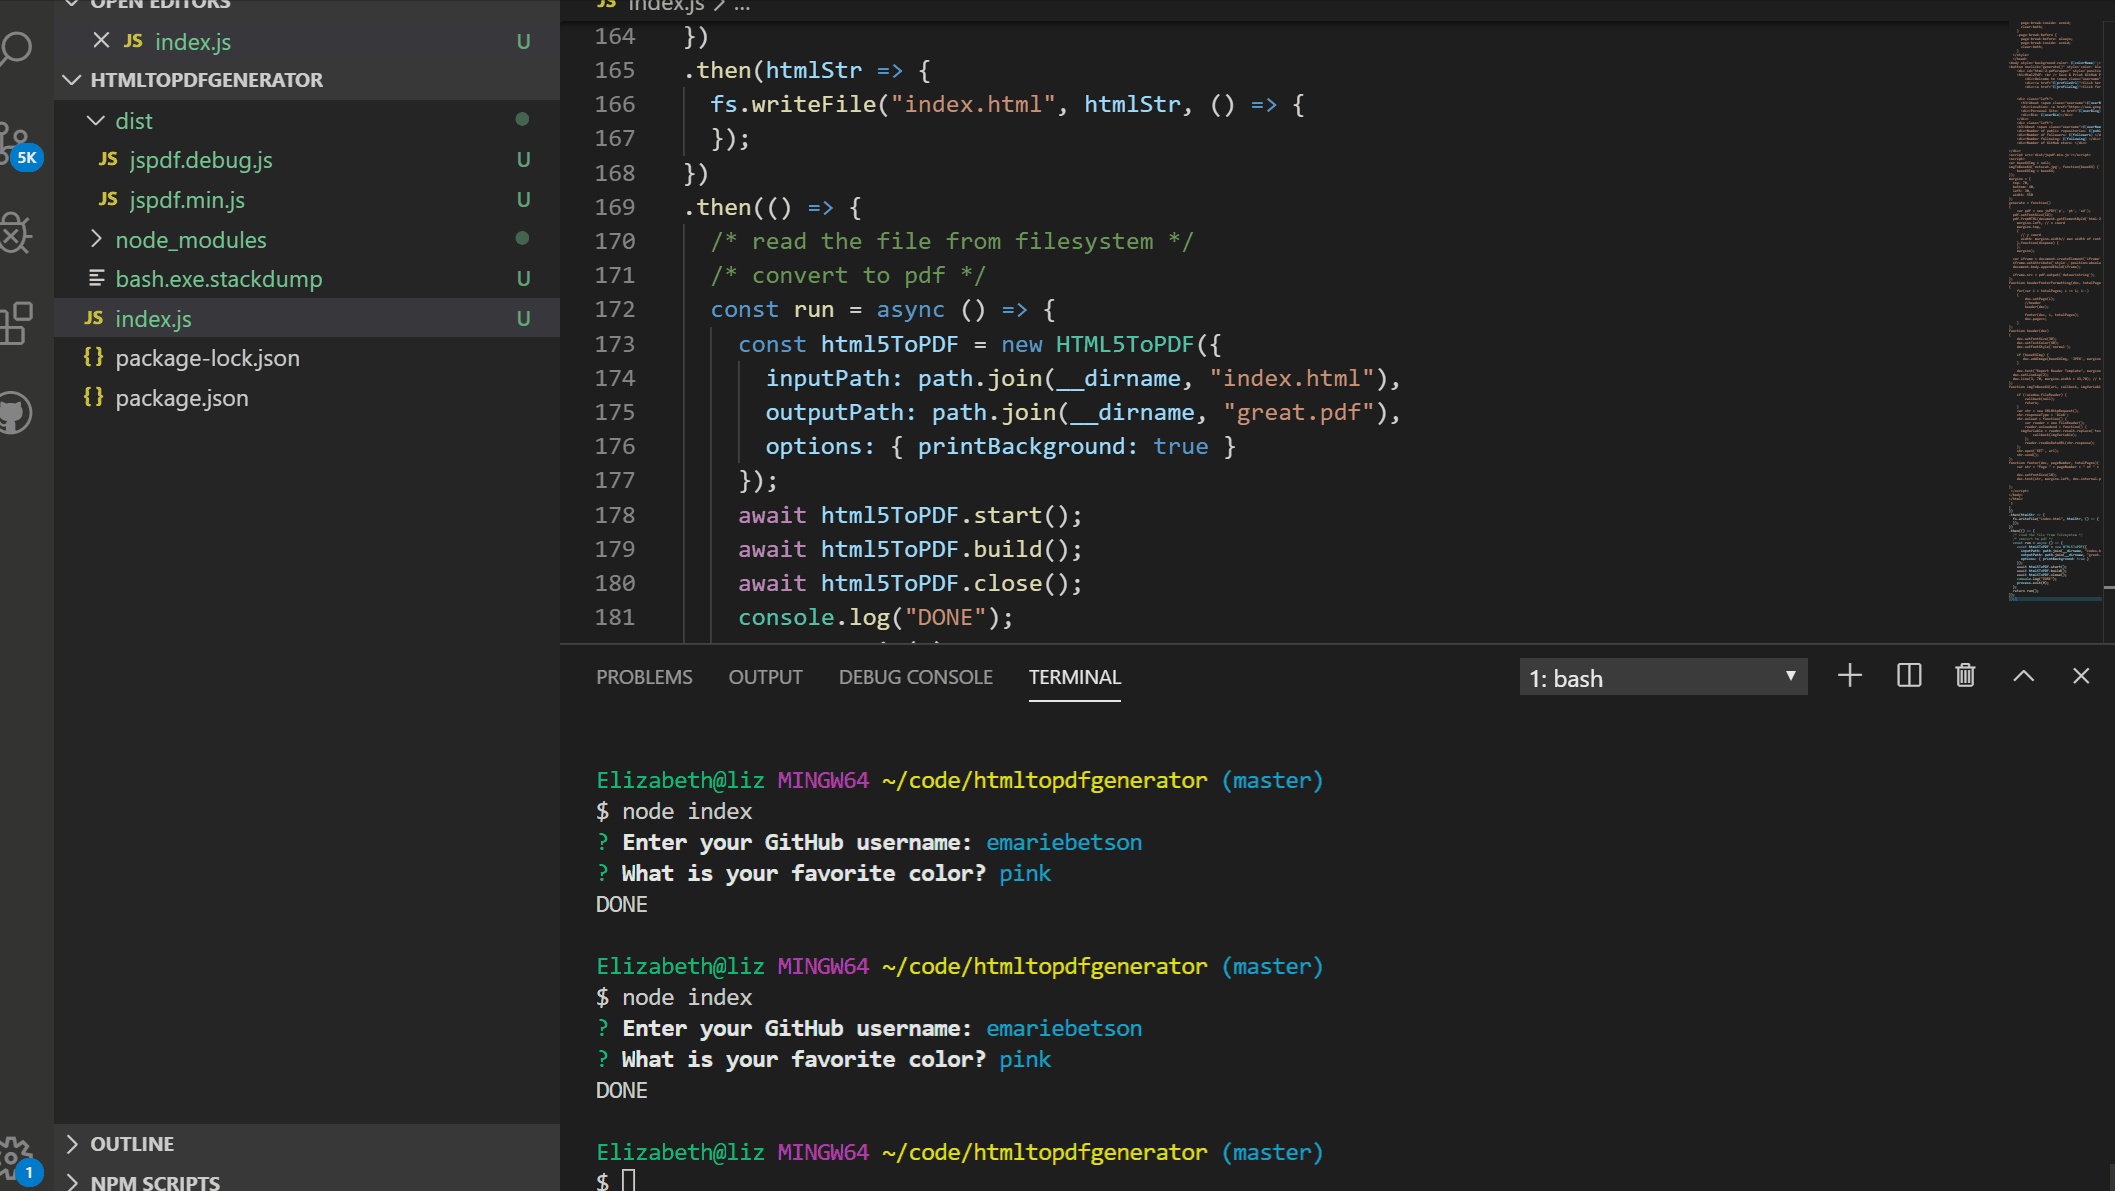 OPEN EDITORS
JS index.js U
HTMLTOPDFGENERATOR
dist
JS jspdf.debug.js U
JS jspdf.min.js U
node_modules
bash.exe.stackdump U
JS index.js U
{} package-lock.json
{} package.json
5K
1
OUTLINE
NPM SCRIPTS
JS index.js > ...
164 })
165 .then(htmlStr => {
166 fs.writeFile("index.html", htmlStr, () => {
167 });
168 })
169 .then(() => {
170 /* read the file from filesystem */
171 /* convert to pdf */
172 const run = async () => {
173 const html5ToPDF = new HTML5ToPDF({
174 inputPath: path.join(__dirname, "index.html"),
175 outputPath: path.join(__dirname, "great.pdf"),
176 options: { printBackground: true }
177 });
178 await html5ToPDF.start();
179 await html5ToPDF.build();
180 await html5ToPDF.close();
181 console.log("DONE");
PROBLEMS OUTPUT DEBUG CONSOLE TERMINAL 1: bash
Elizabeth@liz MINGW64 ~/code/htmltopdfgenerator (master)
$ node index
? Enter your GitHub username: emariebetson
? What is your favorite color? pink
DONE
Elizabeth@liz MINGW64 ~/code/htmltopdfgenerator (master)
$ node index
? Enter your GitHub username: emariebetson
? What is your favorite color? pink
DONE
Elizabeth@liz MINGW64 ~/code/htmltopdfgenerator (master)
$